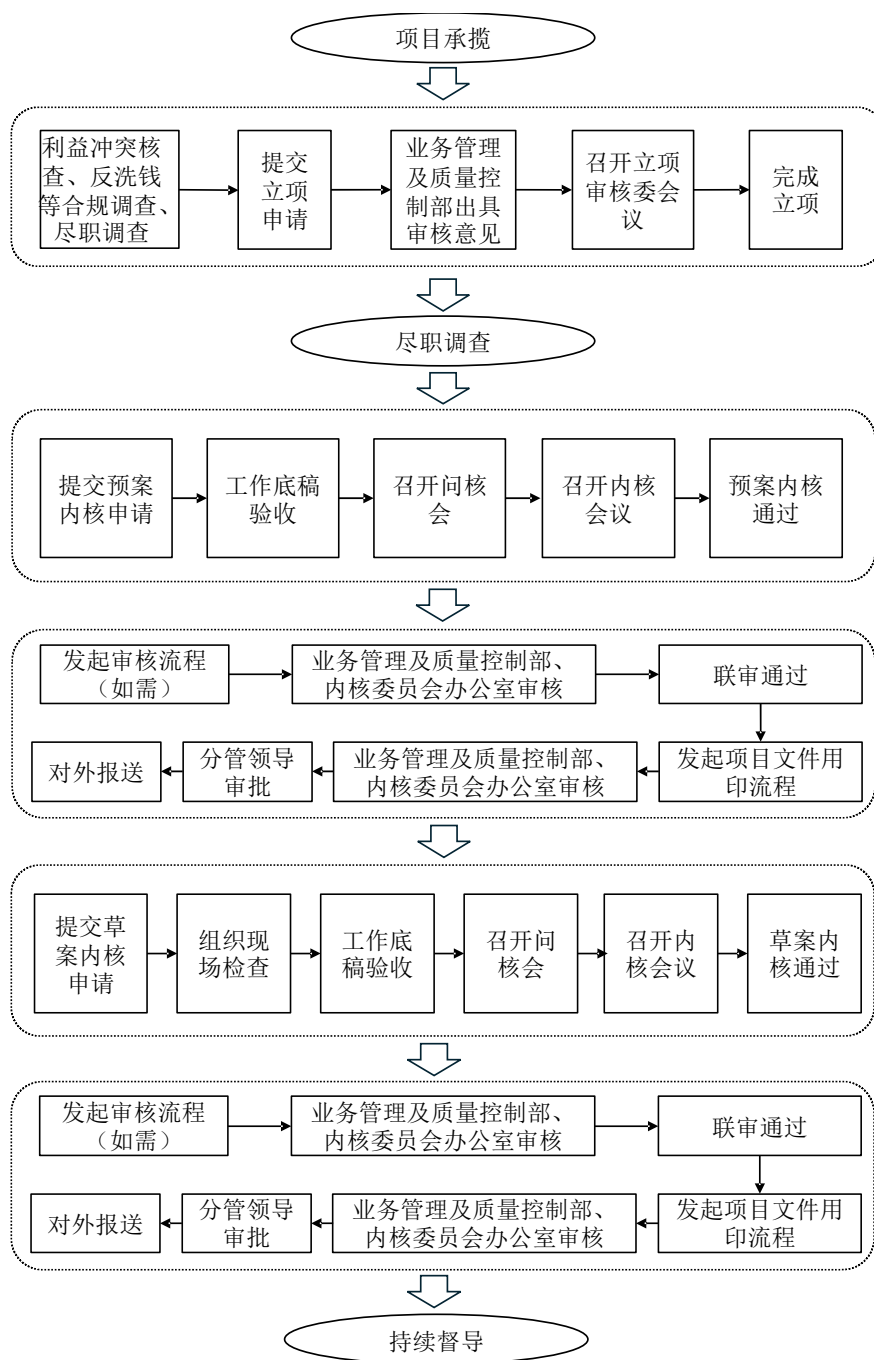 项目承揽
利益冲突核
查、反洗钱
等合规调查、
尽职调查
提交
立项
申请
业务管理
及质量控
制部出具
审核意见
召开立项
审核委会
议
完成
立项
尽职调查
提交预案
内核申请
工作底稿
验收
召开问核
会
召开内核
会议
预案内核
通过
发起审核流程
（如需）
业务管理及质量控制部、
内核委员会办公室审核
联审通过
发起项目文件用
印流程
业务管理及质量控制部、
内核委员会办公室审核
分管领导
审批
对外报送
提交草
案内核
申请
组织现
场检查
工作底
稿验收
召开问
核会
召开内
核会议
草案内
核通过
发起审核流程
（如需）
业务管理及质量控制部、
内核委员会办公室审核
联审通过
发起项目文件用
印流程
业务管理及质量控制部、
内核委员会办公室审核
分管领导
审批
对外报送
持续督导